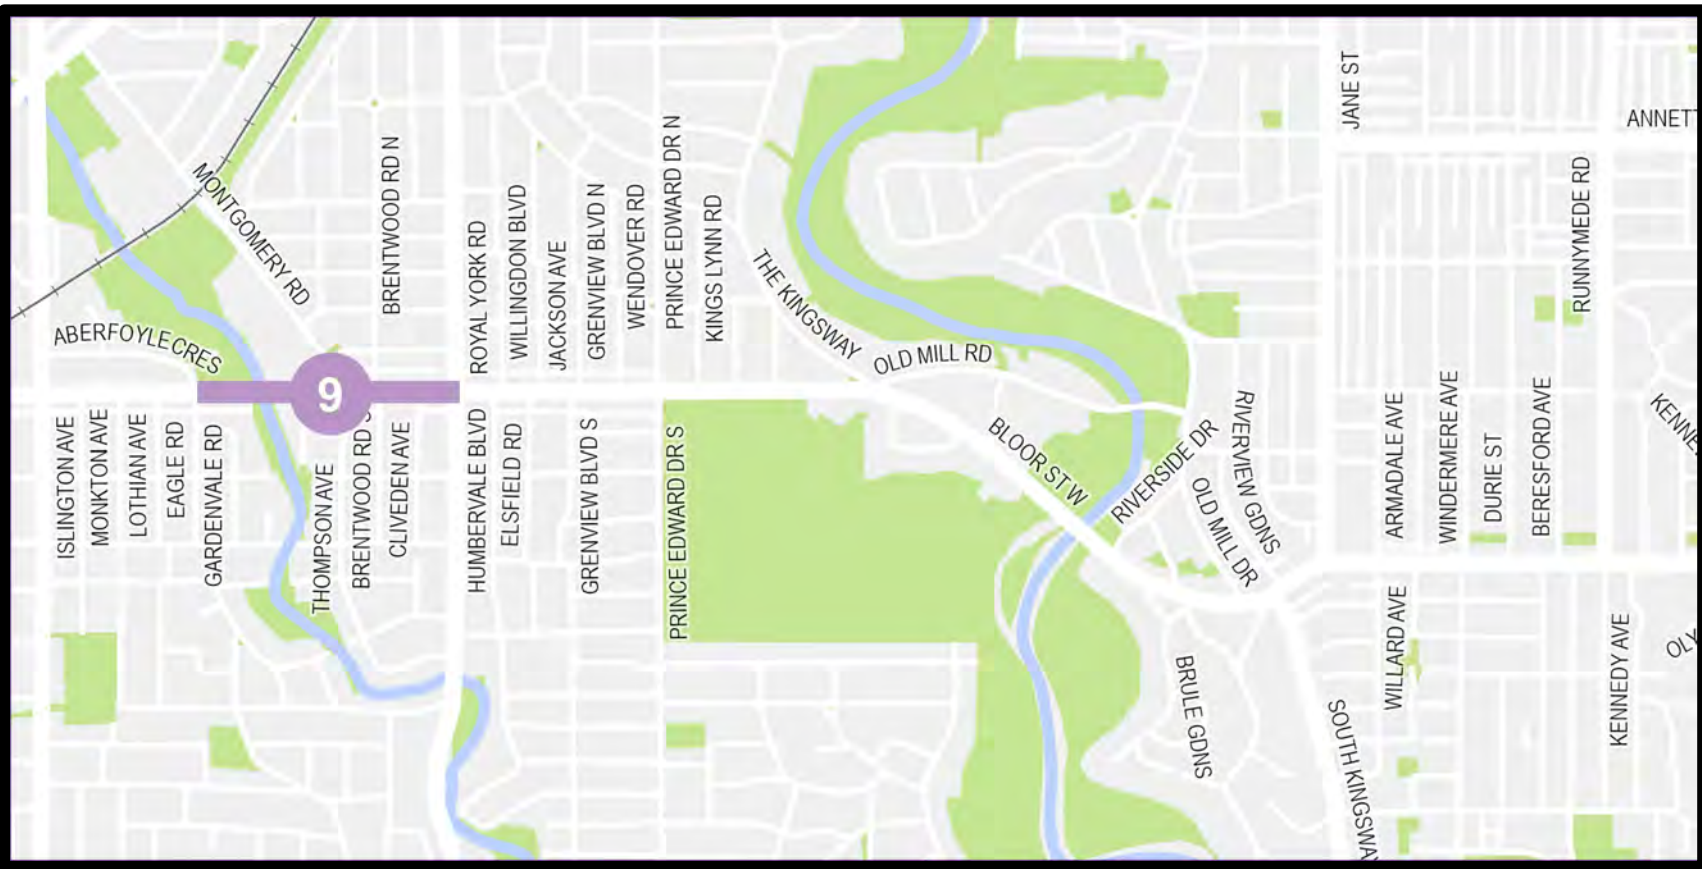 JANE ST
ANNETT
MONTGOMERY RD
BRENTWOOD RD N
ROYAL YORK RD
WILLINGDON BLVD
JACKSON AVE
GRENVIEW BLVD N
WENDOVER RD
PRINCE EDWARD DR N
KINGS LYNN RD
THE KINGSWAY
RUNNYMEDE RD
ABERFOYLE CRES
OLD MILL RD
9
ISLINGTON AVE
MONKTON AVE
LOTHIAN AVE
EAGLE RD
GARDENVALE RD
THOMPSON AVE
BRENTWOOD RD S
CLIVEDEN AVE
HUMBERVALE BLVD
ELSFIELD RD
GRENVIEW BLVD S
PRINCE EDWARD DR S
BLOOR ST W
RIVERSIDE DR
RIVERVIEW GDNS
OLD MILL DR
ARMADALE AVE
WINDERMERE AVE
DURIE ST
BERESFORD AVE
KENNE
WILLARD AVE
KENNEDY AVE
OLY
BRULE GDNS
SOUTH KINGSWAY